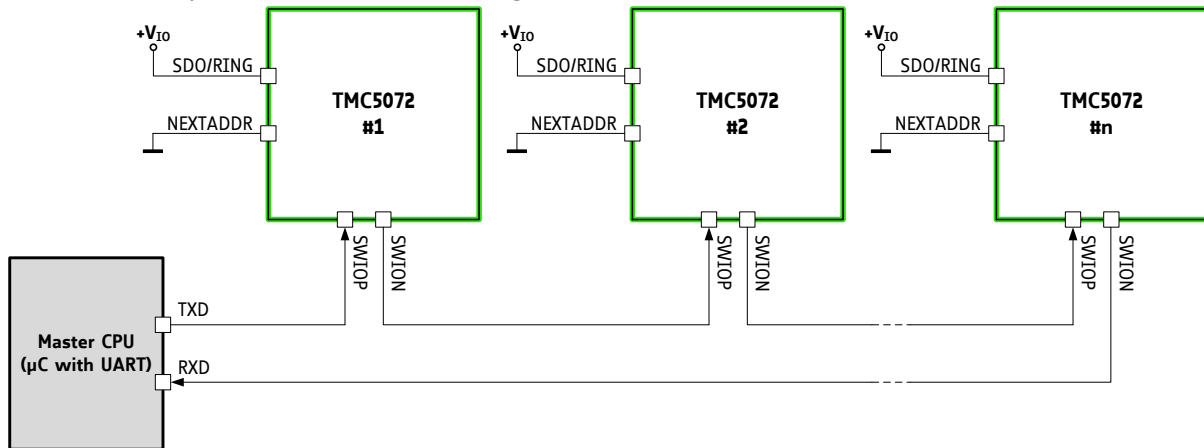 +VIO
SDO/RING
NEXTADDR
TMC5072
#1
SWIOP
SWION
+VIO
SDO/RING
NEXTADDR
TMC5072
#2
SWIOP
SWION
+VIO
SDO/RING
NEXTADDR
TMC5072
#n
SWIOP
SWION
Master CPU
(µC with UART)
TXD
RXD